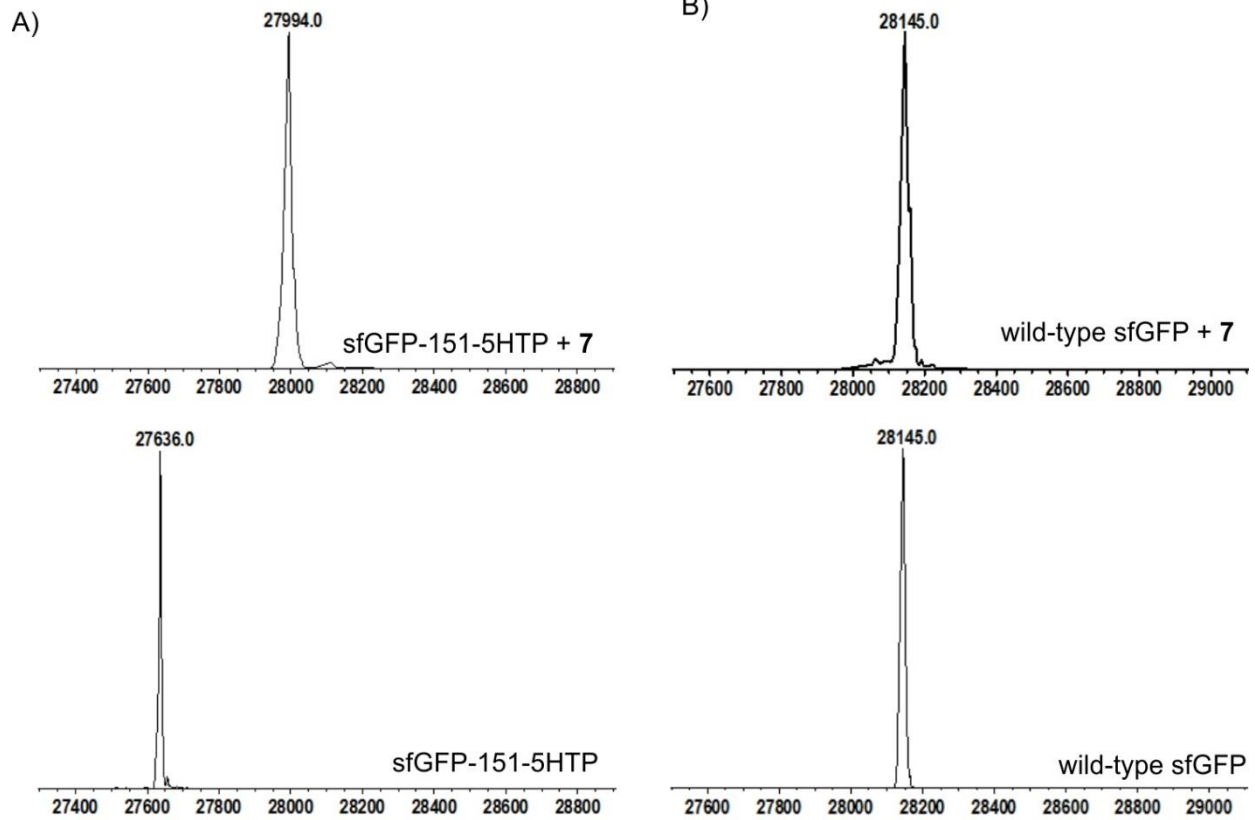 A)
27994.0
sfGFP-151-5HTP + 7
27400 27600 27800 28000 28200 28400 28600 28800
27636.0
sfGFP-151-5HTP
27400 27600 27800 28000 28200 28400 28600 28800
B)
28145.0
wild-type sfGFP + 7
27600 27800 28000 28200 28400 28600 28800 29000
28145.0
wild-type sfGFP
27600 27800 28000 28200 28400 28600 28800 29000